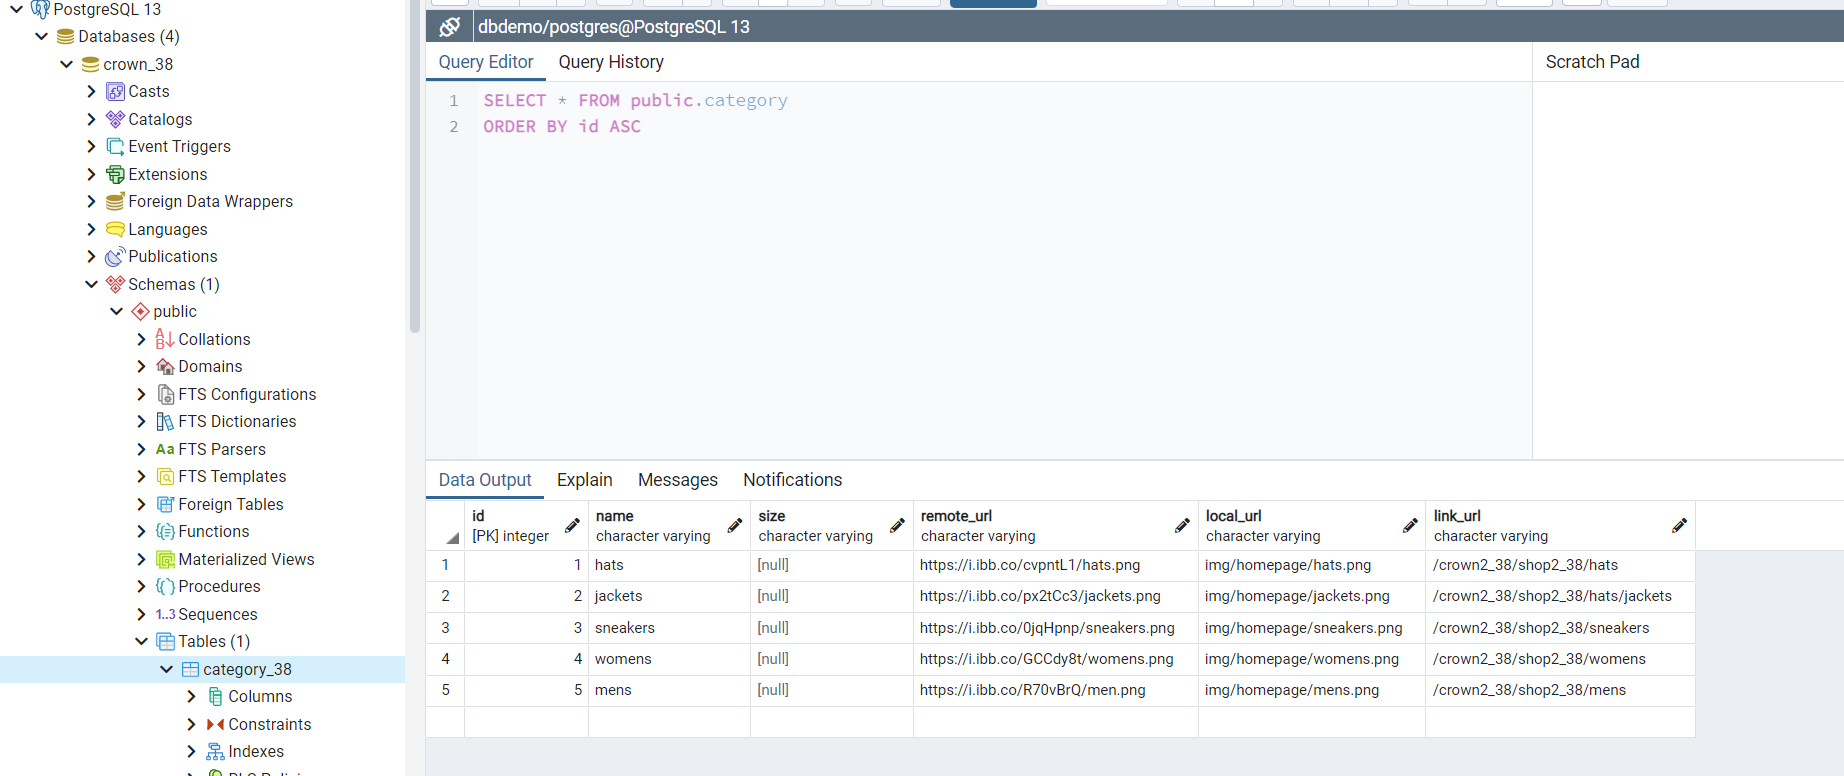 PostgreSQL 13
Databases (4)
crown_38
Casts
Catalogs
Event Triggers
Extensions
Foreign Data Wrappers
Languages
Publications
Schemas (1)
public
Collations
Domains
FTS Configurations
FTS Dictionaries
Aa FTS Parsers
FTS Templates
Foreign Tables
Functions
Materialized Views
Procedures
1..3 Sequences
Tables (1)
category_38
Columns
Constraints
Indexes
dbdemo/postgres@PostgreSQL 13
Query Editor Query History
Scratch Pad
1 SELECT * FROM public.category
2 ORDER BY id ASC
Data Output Explain Messages Notifications
id name size remote_url local_url link_url
[PK] integer character varying character varying character varying character varying character varying
1 1 hats [null] https://i.ibb.co/cvpntL1/hats.png img/homepage/hats.png /crown2_38/shop2_38/hats
2 2 jackets [null] https://i.ibb.co/px2tCc3/jackets.png img/homepage/jackets.png /crown2_38/shop2_38/hats/jackets
3 3 sneakers [null] https://i.ibb.co/0jqHpnp/sneakers.png img/homepage/sneakers.png /crown2_38/shop2_38/sneakers
4 4 womens [null] https://i.ibb.co/GCCdy8t/womens.png img/homepage/womens.png /crown2_38/shop2_38/womens
5 5 mens [null] https://i.ibb.co/R70vBrQ/men.png img/homepage/mens.png /crown2_38/shop2_38/mens